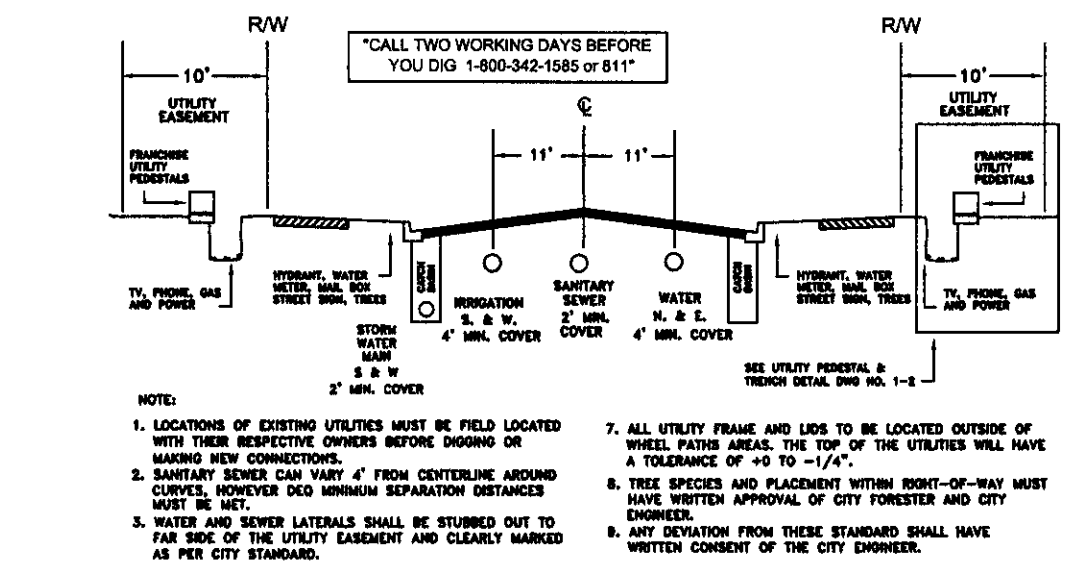 R/W
R/W
"CALL TWO WORKING DAYS BEFORE
YOU DIG 1-800-342-1585 or 811"
10'
10'
UTILITY
EASEMENT
UTILITY
EASEMENT
℄
FRANCHISE
UTILITY
PEDESTALS
FRANCHISE
UTILITY
PEDESTALS
11'
11'
TV, PHONE, GAS
AND POWER
HYDRANT, WATER
METER, MAIL BOX
STREET SIGN, TREES
CATCH
BASIN
STORM
WATER
MAIN
S & W
2' MIN. COVER
IRRIGATION
S. & W.
4' MIN. COVER
SANITARY
SEWER
2' MIN.
COVER
WATER
N. & E.
4' MIN. COVER
CATCH
BASIN
HYDRANT, WATER
METER, MAIL BOX
STREET SIGN, TREES
TV, PHONE, GAS
AND POWER
SEE UTILITY PEDESTAL &
TRENCH DETAIL DWG NO. 1-2
NOTE:
1. LOCATIONS OF EXISTING UTILITIES MUST BE FIELD LOCATED
WITH THEIR RESPECTIVE OWNERS BEFORE DIGGING OR
MAKING NEW CONNECTIONS.
2. SANITARY SEWER CAN VARY 4' FROM CENTERLINE AROUND
CURVES, HOWEVER DEQ MINIMUM SEPARATION DISTANCES
MUST BE MET.
3. WATER AND SEWER LATERALS SHALL BE STUBBED OUT TO
FAR SIDE OF THE UTILITY EASEMENT AND CLEARLY MARKED
AS PER CITY STANDARD.
7. ALL UTILITY FRAME AND LIDS TO BE LOCATED OUTSIDE OF
WHEEL PATHS AREAS. THE TOP OF THE UTILITIES WILL HAVE
A TOLERANCE OF +0 TO -1/4".
8. TREE SPECIES AND PLACEMENT WITHIN RIGHT-OF-WAY MUST
HAVE WRITTEN APPROVAL OF CITY FORESTER AND CITY
ENGINEER.
9. ANY DEVIATION FROM THESE STANDARD SHALL HAVE
WRITTEN CONSENT OF THE CITY ENGINEER.